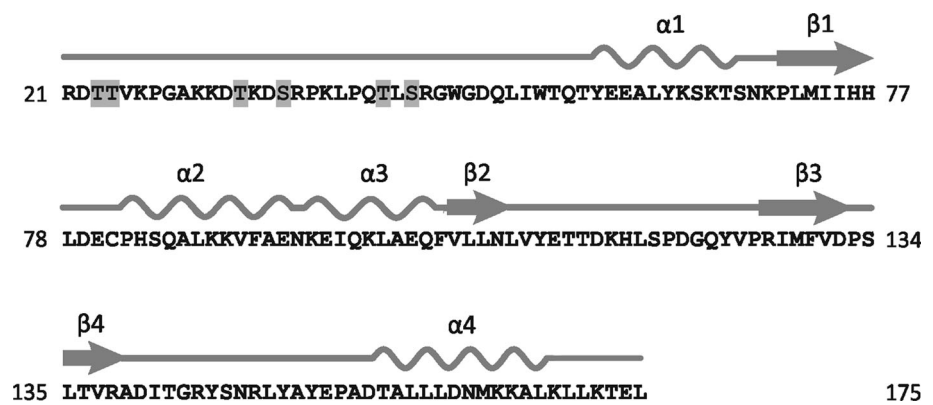 α1 β1
21 RDTTVKPGAKKDTKDSRPKLPQTLSRGWGDQLIWTQTYEEALYKSKTSNKPLMIIHH 77
α2 α3 β2 β3
78 LDECPHSQALKKVFAENKEIQKLAEQFVLLNLVYETTDKHLSPDGQYVPRIMFVDPS 134
β4 α4
135 LTVRADITGRYSNRLYAYEPADTALLLDNMKKALKLLKTEL 175